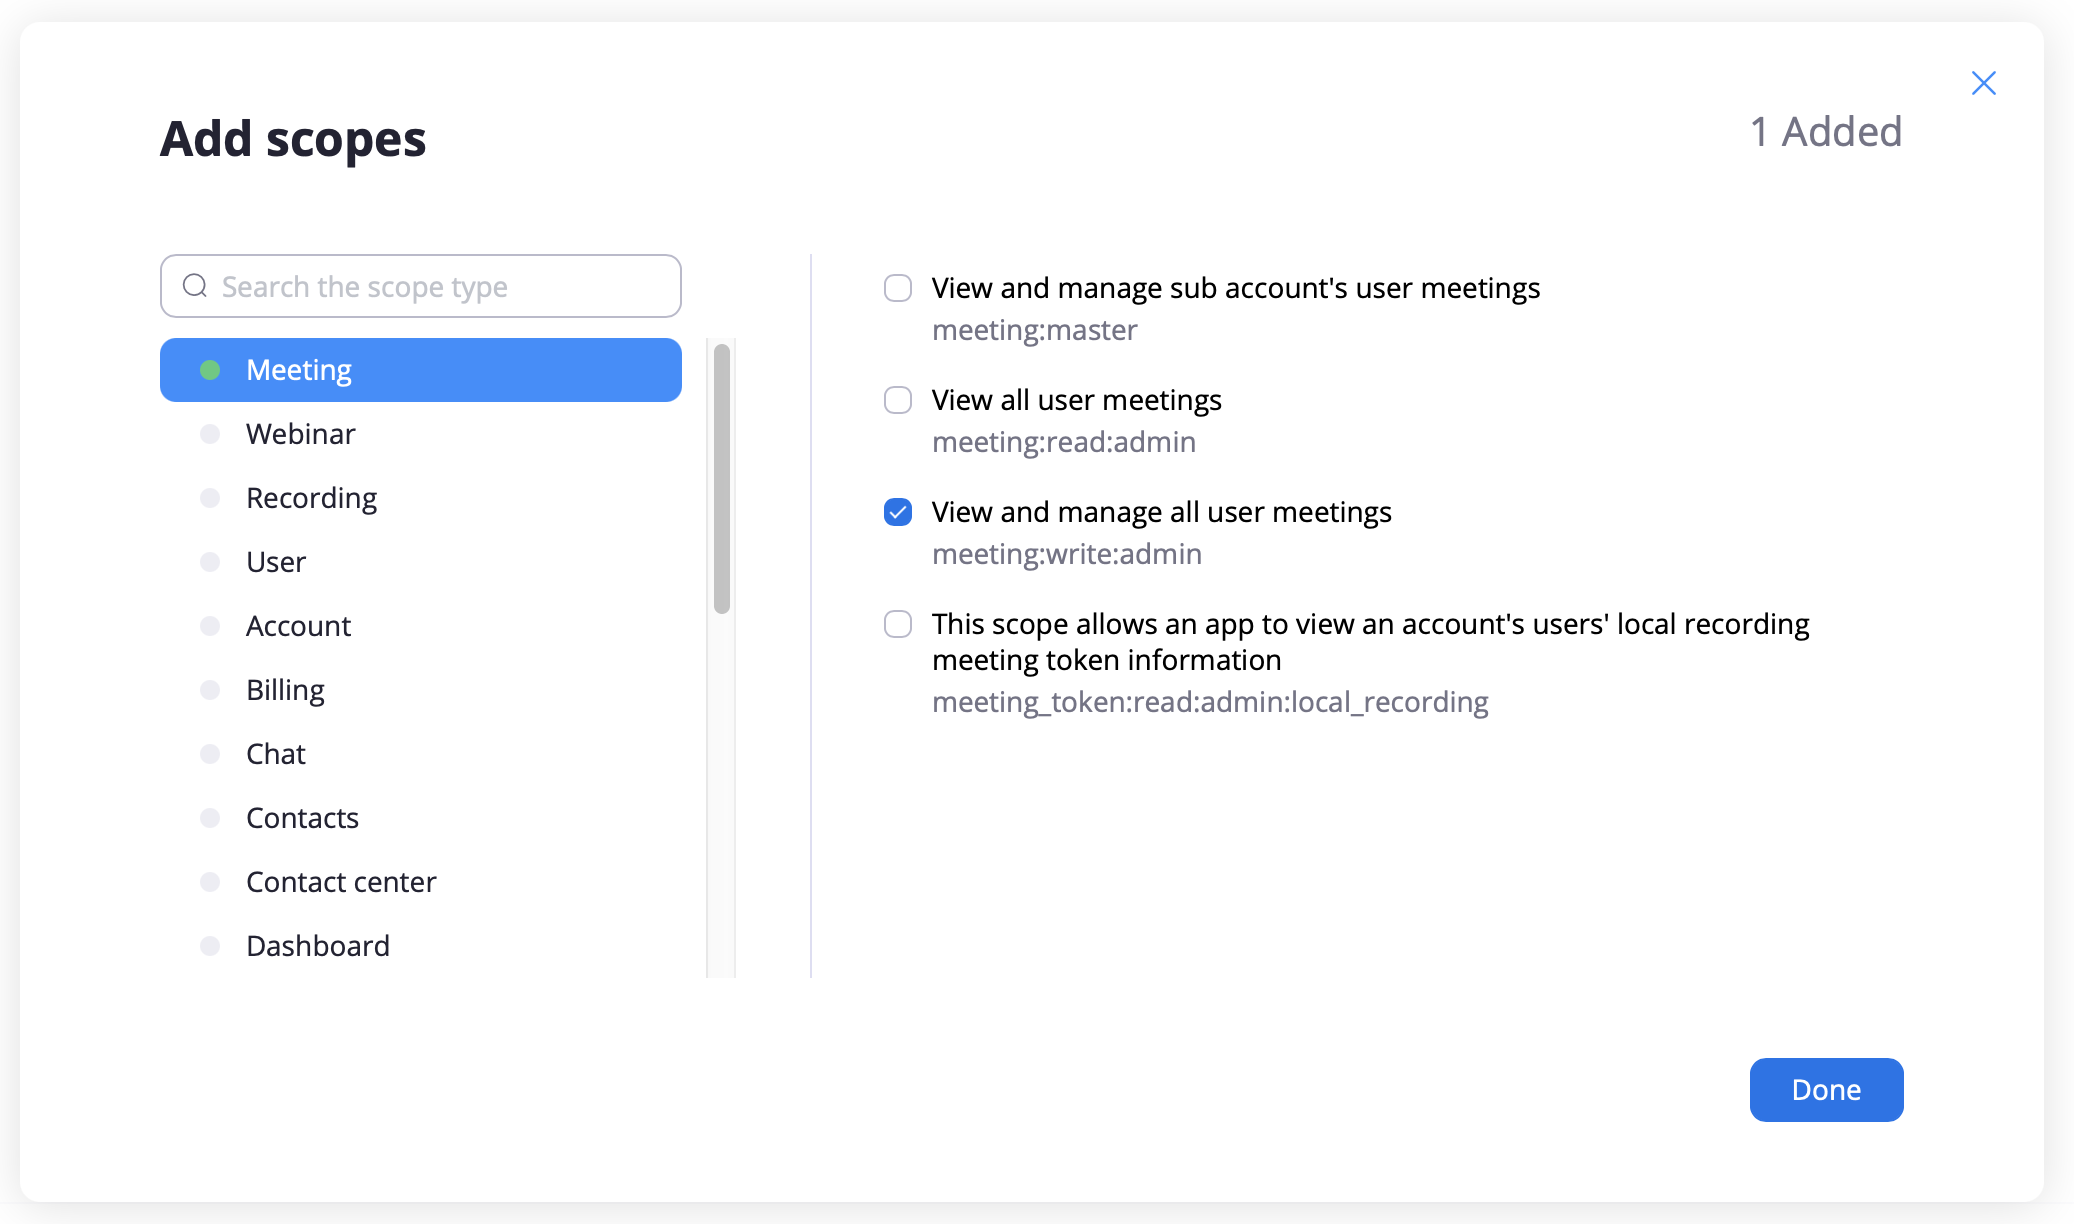 Add scopes
1 Added
Search the scope type
Meeting
Webinar
Recording
User
Account
Billing
Chat
Contacts
Contact center
Dashboard
View and manage sub account's user meetings
meeting:master
View all user meetings
meeting:read:admin
View and manage all user meetings
meeting:write:admin
This scope allows an app to view an account's users' local recording
meeting token information
meeting_token:read:admin:local_recording
Done